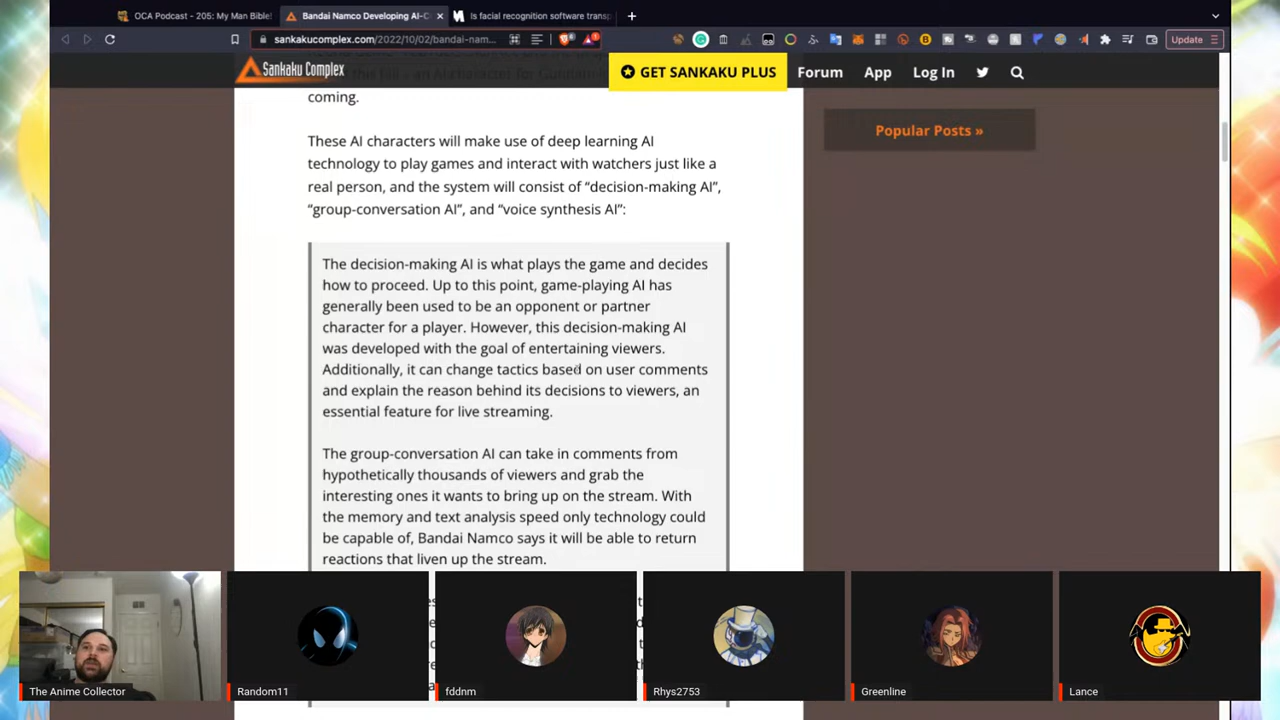 OCA Podcast - 205: My Man Bible!
Bandai Namco Developing AI-C
Is facial recognition software transp
sankakucomplex.com/2022/10/02/bandai-nam...
Update
Sankaku Complex
GET SANKAKU PLUS
Forum
App
Log In
coming.
Popular Posts »
These AI characters will make use of deep learning AI
technology to play games and interact with watchers just like a
real person, and the system will consist of “decision-making AI”,
“group-conversation AI”, and “voice synthesis AI”:
The decision-making AI is what plays the game and decides
how to proceed. Up to this point, game-playing AI has
generally been used to be an opponent or partner
character for a player. However, this decision-making AI
was developed with the goal of entertaining viewers.
Additionally, it can change tactics based on user comments
and explain the reason behind its decisions to viewers, an
essential feature for live streaming.
The group-conversation AI can take in comments from
hypothetically thousands of viewers and grab the
interesting ones it wants to bring up on the stream. With
the memory and text analysis speed only technology could
be capable of, Bandai Namco says it will be able to return
reactions that liven up the stream.
The Anime Collector
Random11
fddnm
Rhys2753
Greenline
Lance